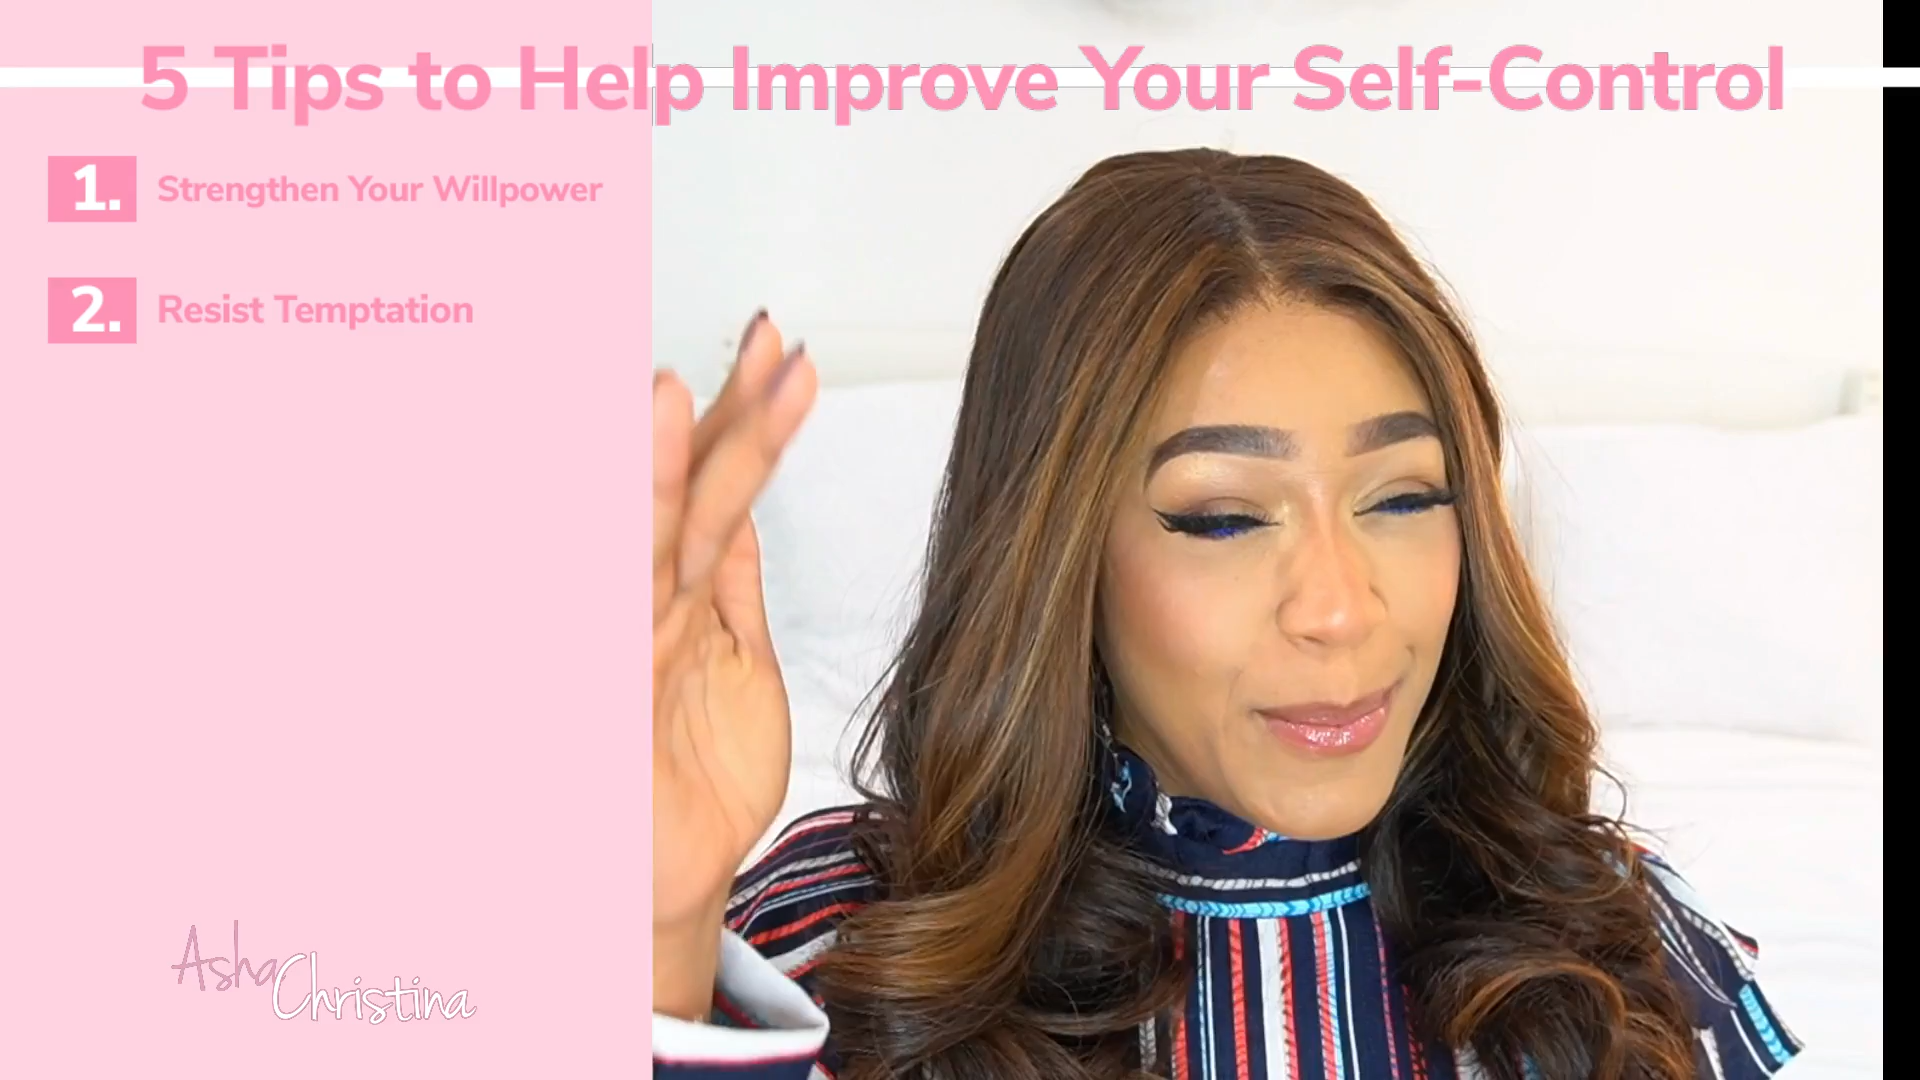 5 Tips to Help Improve Your Self-Control
1. Strengthen Your Willpower
2. Resist Temptation
Asha
Christina